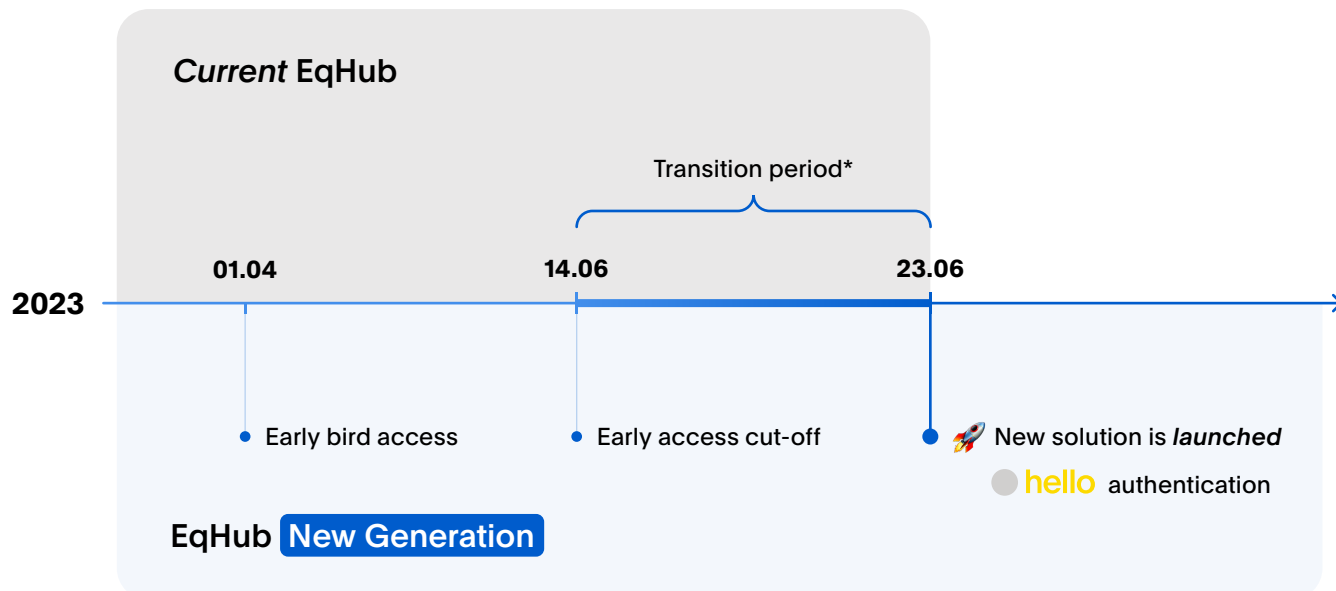 Current EqHub
Transition period*
01.04
14.06
23.06
2023
Early bird access
Early access cut-off
🚀 New solution is launched
hello authentication
EqHub New Generation